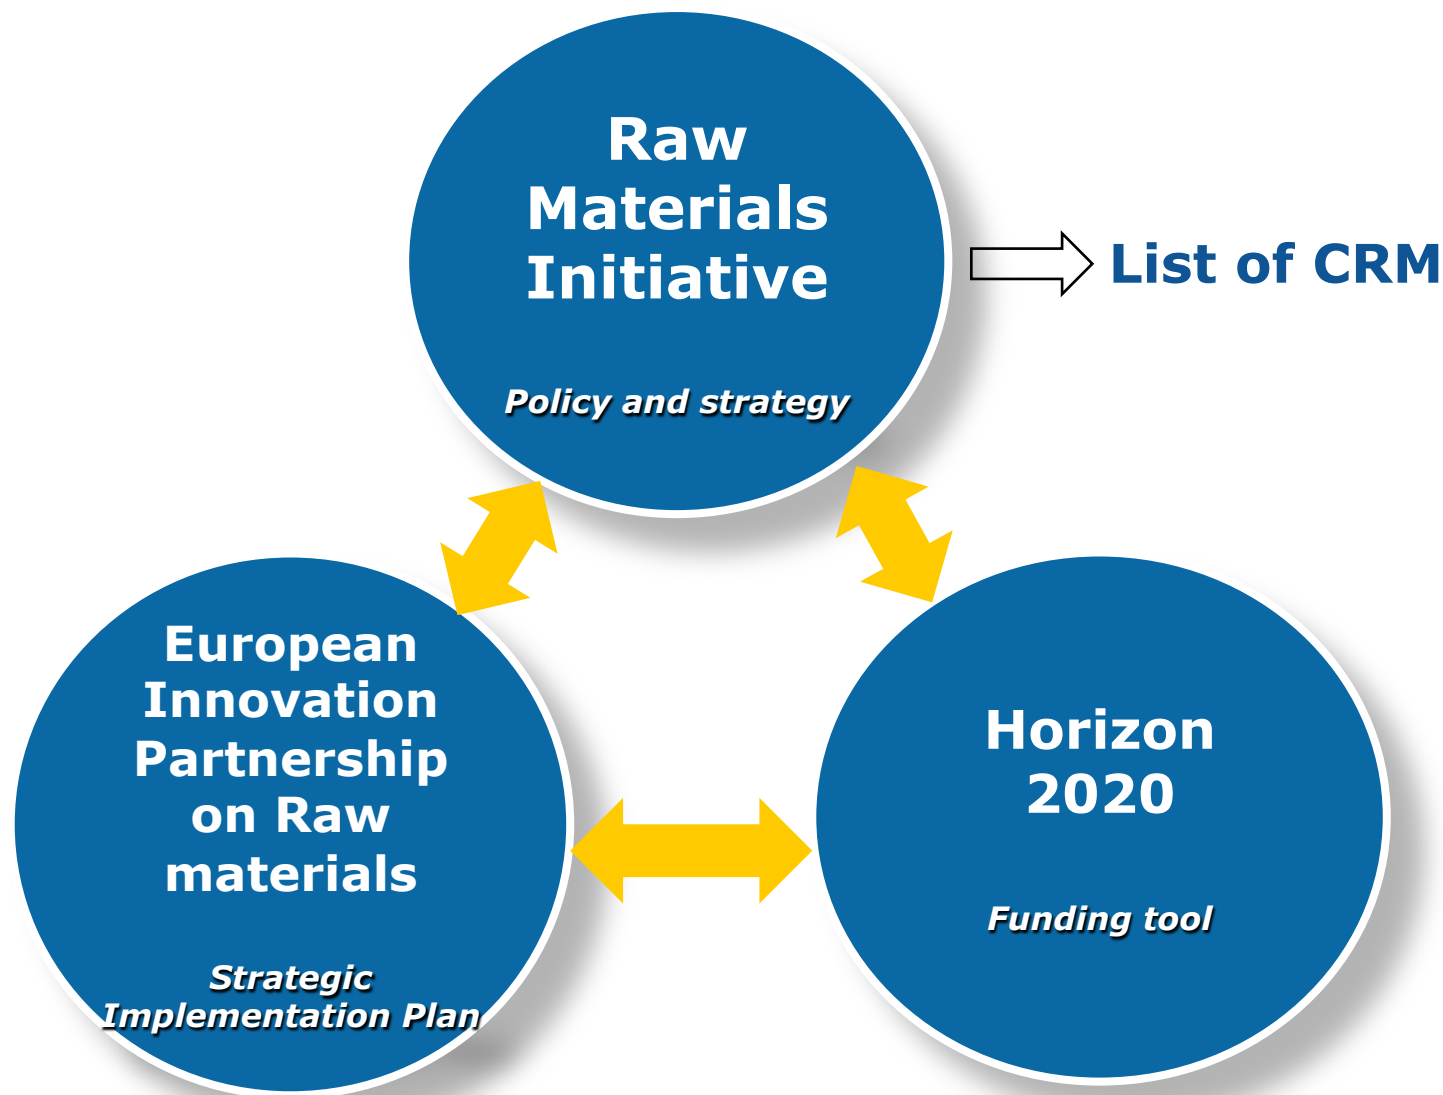 Raw
Materials
Initiative
Policy and strategy
List of CRM
European
Innovation
Partnership
on Raw
materials
Strategic
Implementation Plan
Horizon
2020
Funding tool